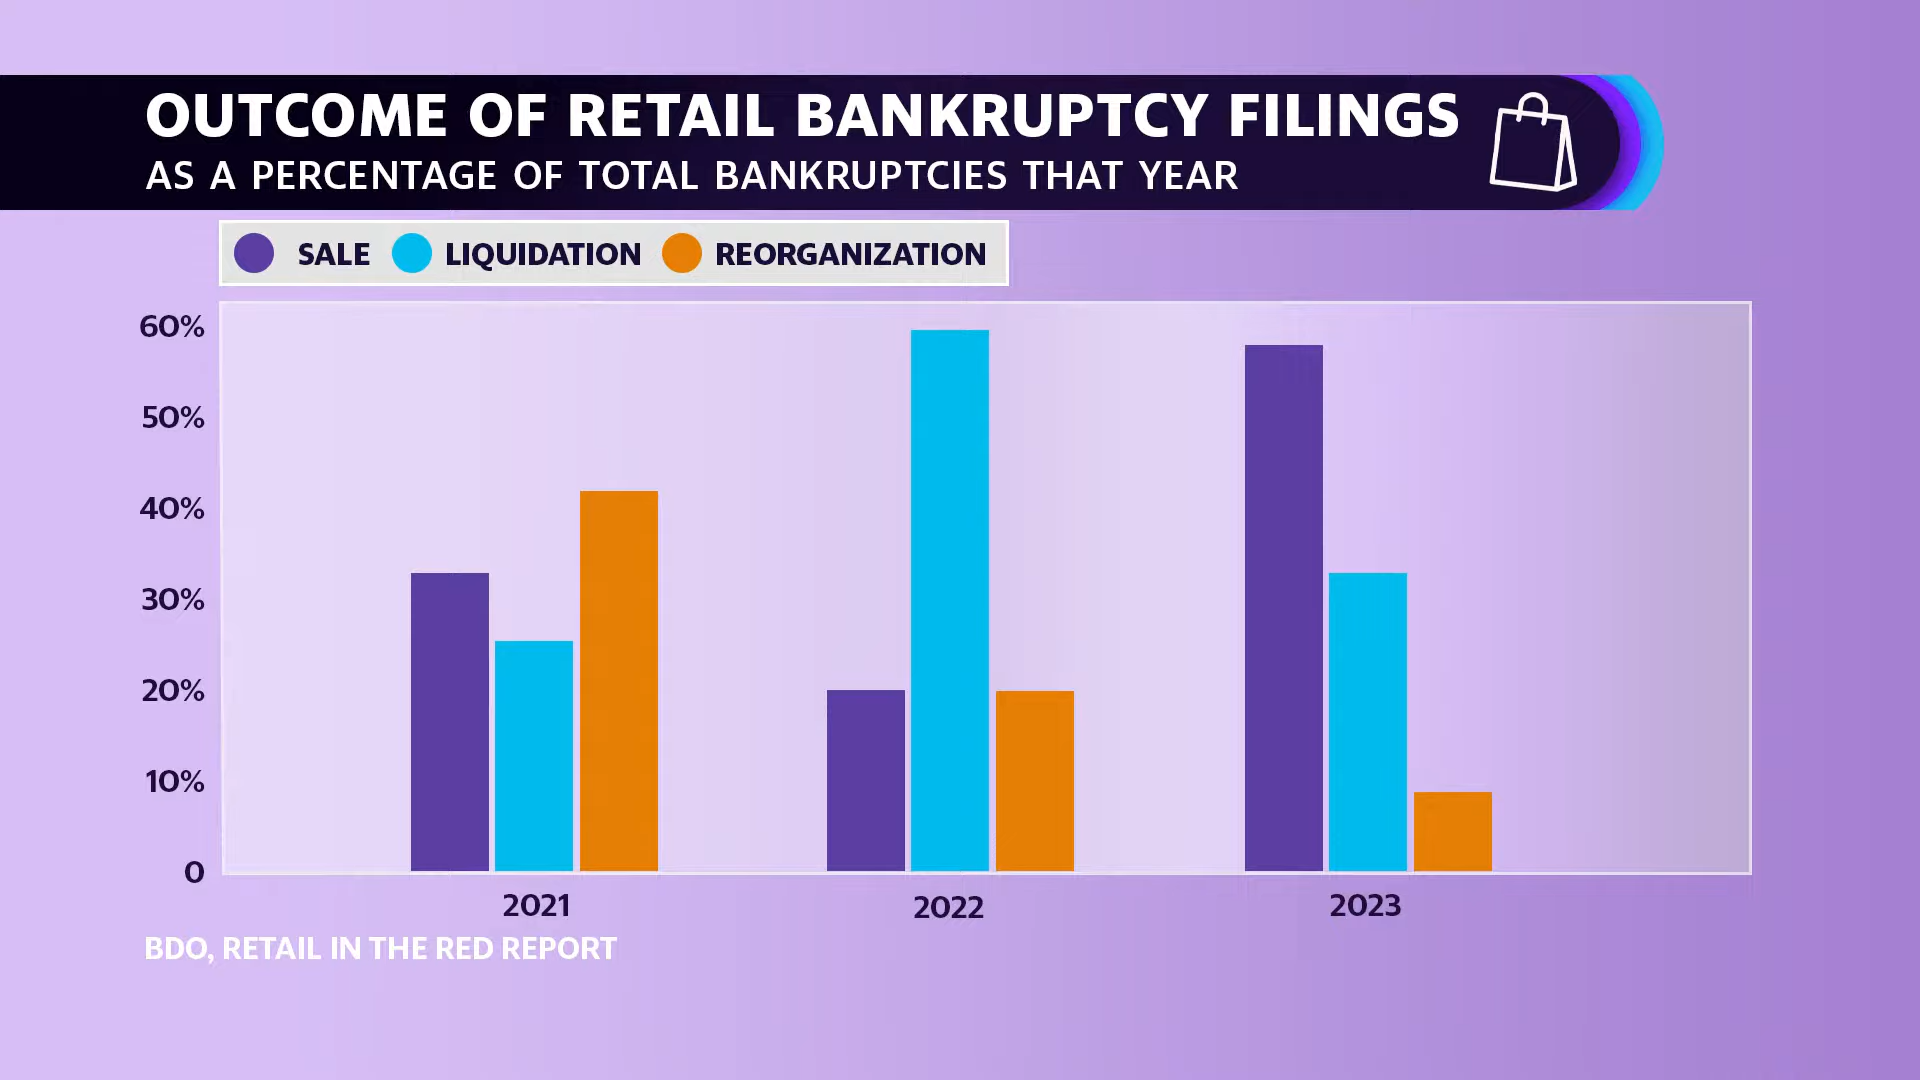 OUTCOME OF RETAIL BANKRUPTCY FILINGS
AS A PERCENTAGE OF TOTAL BANKRUPTCIES THAT YEAR
SALE LIQUIDATION REORGANIZATION
60%
50%
40%
30%
20%
10%
0
2021 2022 2023
BDO, RETAIL IN THE RED REPORT